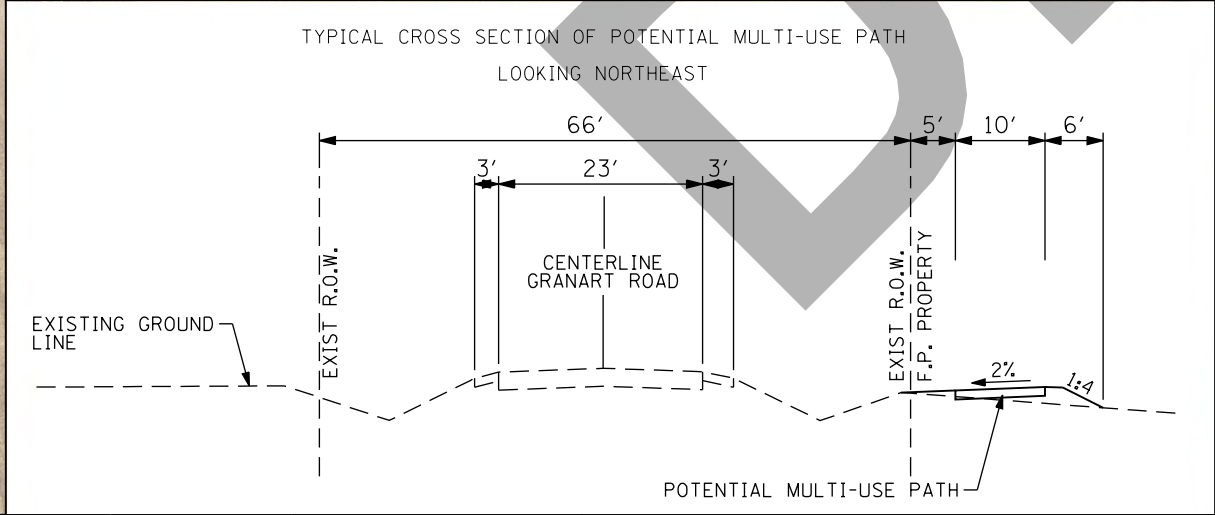 TYPICAL CROSS SECTION OF POTENTIAL MULTI-USE PATH
LOOKING NORTHEAST
66'
5'
10'
6'
3'
23'
3'
CENTERLINE
GRANART ROAD
EXIST R.O.W.
EXIST R.O.W.
F.P. PROPERTY
EXISTING GROUND
LINE
2%
1:4
POTENTIAL MULTI-USE PATH